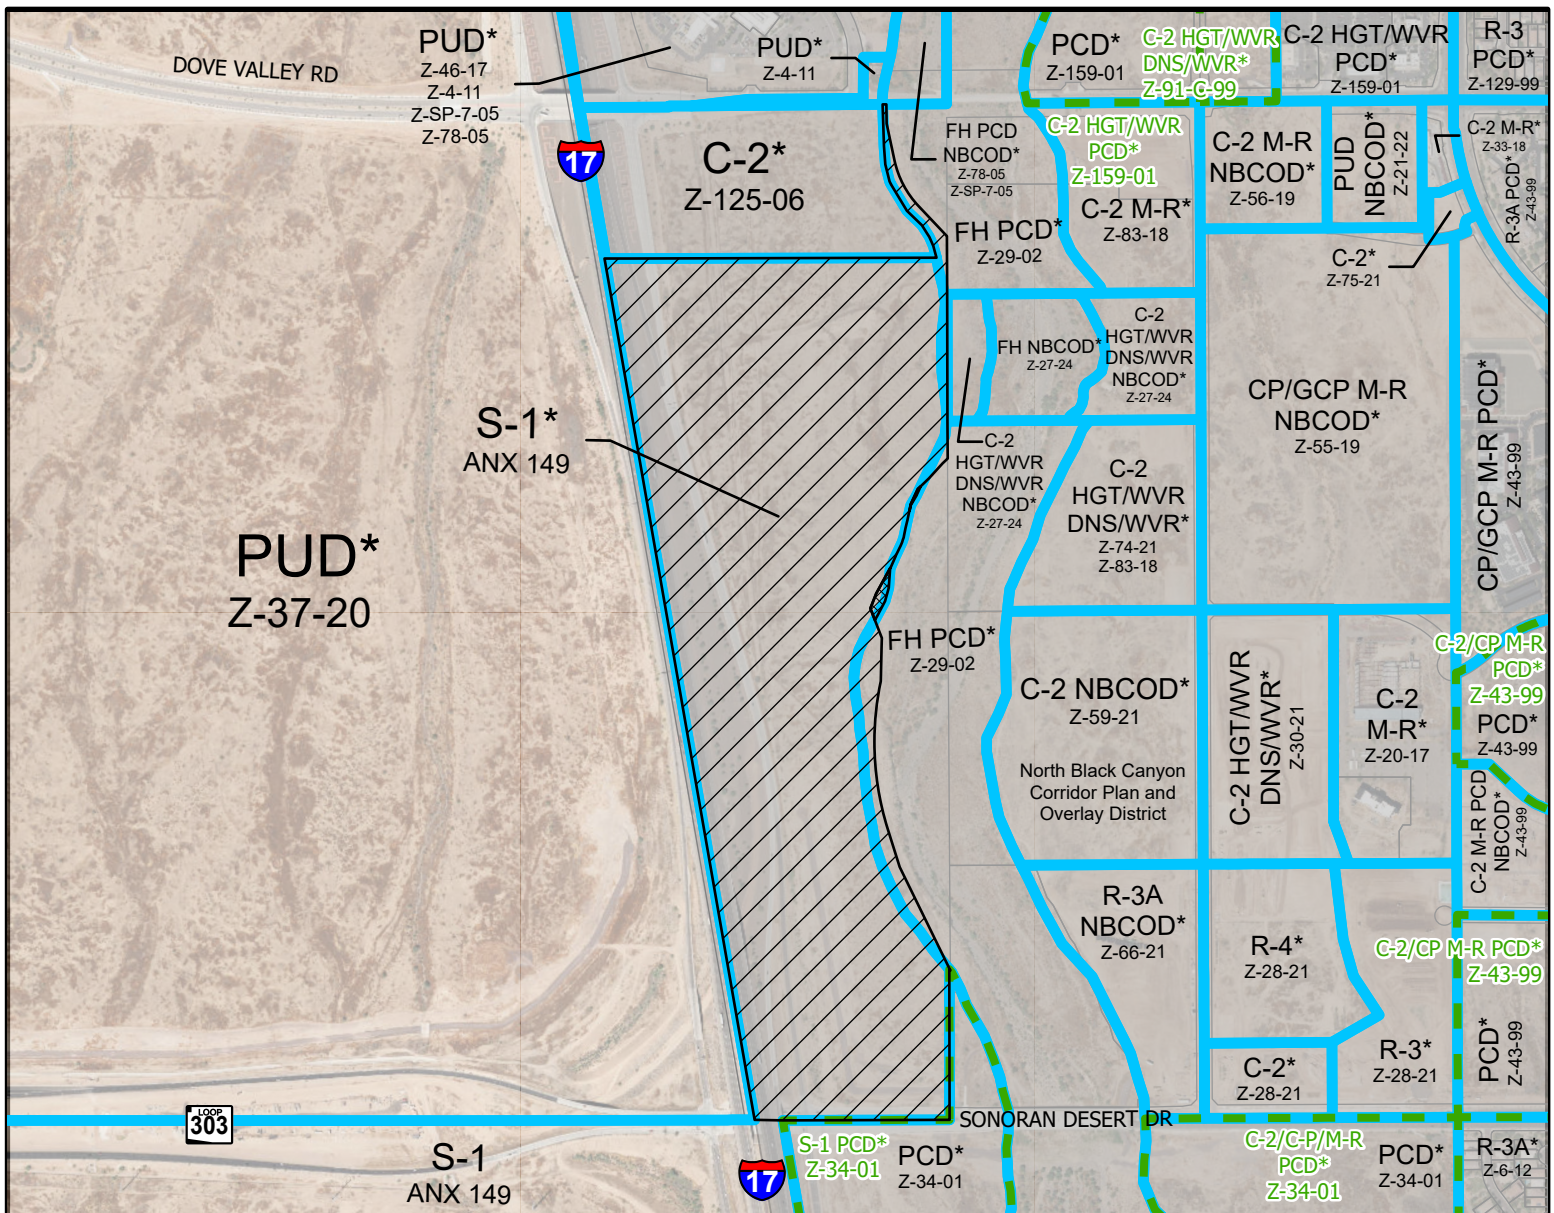 DOVE VALLEY RD
PUD*
Z-46-17
Z-4-11
Z-SP-7-05
Z-78-05
PUD*
Z-4-11
PCD*
Z-159-01
C-2 HGT/WVR
DNS/WVR*
Z-91-C-99
C-2 HGT/WVR
PCD*
Z-159-01
R-3
PCD*
Z-129-99
17
C-2*
Z-125-06
FH PCD
NBCOD*
Z-78-05
Z-SP-7-05
C-2 HGT/WVR
PCD*
Z-159-01
C-2 M-R
NBCOD*
Z-56-19
PUD
NBCOD*
Z-21-22
C-2 M-R*
Z-33-18
R-3A PCD*
Z-43-99
FH PCD*
Z-29-02
C-2 M-R*
Z-83-18
C-2*
Z-75-21
FH NBCOD*
Z-27-24
C-2
HGT/WVR
DNS/WVR
NBCOD*
Z-27-24
CP/GCP M-R
NBCOD*
Z-55-19
CP/GCP M-R PCD*
Z-43-99
S-1*
ANX 149
C-2
HGT/WVR
DNS/WVR
NBCOD*
Z-27-24
C-2
HGT/WVR
DNS/WVR*
Z-74-21
Z-83-18
PUD*
Z-37-20
FH PCD*
Z-29-02
C-2 NBCOD*
Z-59-21
North Black Canyon
Corridor Plan and
Overlay District
C-2 HGT/WVR
DNS/WVR*
Z-30-21
C-2
M-R*
Z-20-17
C-2/CP M-R
PCD*
Z-43-99
PCD*
Z-43-99
C-2 M-R PCD
NBCOD*
Z-43-99
R-3A
NBCOD*
Z-66-21
R-4*
Z-28-21
C-2/CP M-R PCD*
Z-43-99
C-2*
Z-28-21
R-3*
Z-28-21
PCD*
Z-43-99
LOOP
303
SONORAN DESERT DR
S-1
ANX 149
17
S-1 PCD*
Z-34-01
PCD*
Z-34-01
C-2/C-P/M-R
PCD*
Z-34-01
PCD*
Z-34-01
R-3A*
Z-6-12